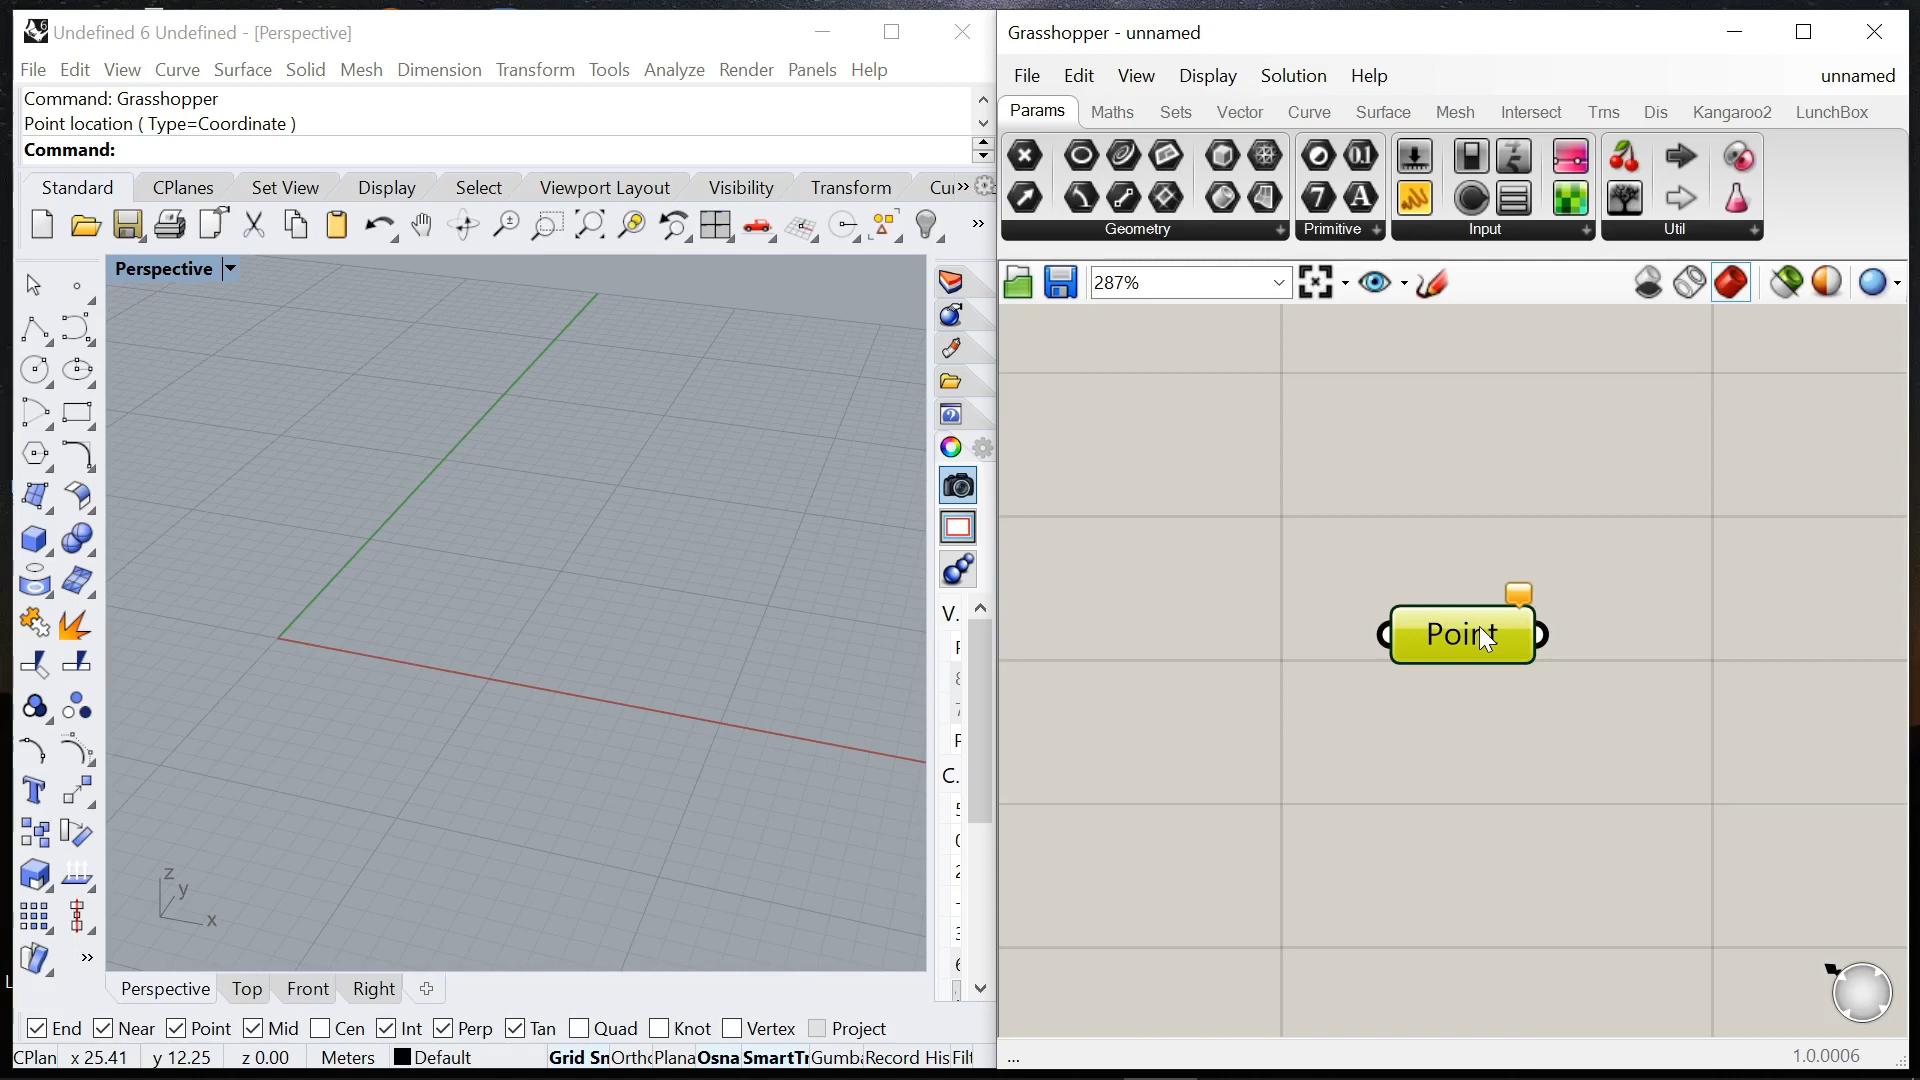 Undefined 6 Undefined - [Perspective]
File Edit View Curve Surface Solid Mesh Dimension Transform Tools Analyze Render Panels Help
Command: Grasshopper
Point location ( Type=Coordinate )
Command:
Standard CPlanes Set View Display Select Viewport Layout Visibility Transform Cu
Perspective
V.
C.
z
y
x
Perspective Top Front Right
End Near Point Mid Cen Int Perp Tan Quad Knot Vertex Project
CPlan x 25.41 y 12.25 z 0.00 Meters Default Grid Sn Ortho Plana Osna SmartTr Gumba Record His Filt
Grasshopper - unnamed
File Edit View Display Solution Help unnamed
Params Maths Sets Vector Curve Surface Mesh Intersect Trns Dis Kangaroo2 LunchBox
0.1
7 A
Geometry Primitive Input Util
287%
Point
... 1.0.0006